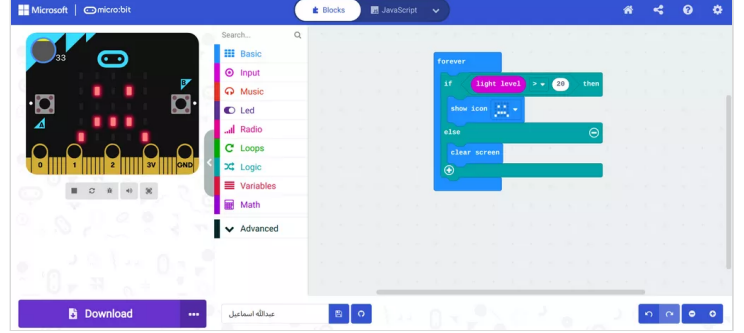 Microsoft micro:bit Blocks JavaScript
Search...
Basic
Input
Music
Led
Radio
Loops
Logic
Variables
Math
Advanced
33
B
A
0 1 2 3V GND
forever
if light level > 20 then
show icon
else
clear screen
Download ...
عبدالله اسماعيل